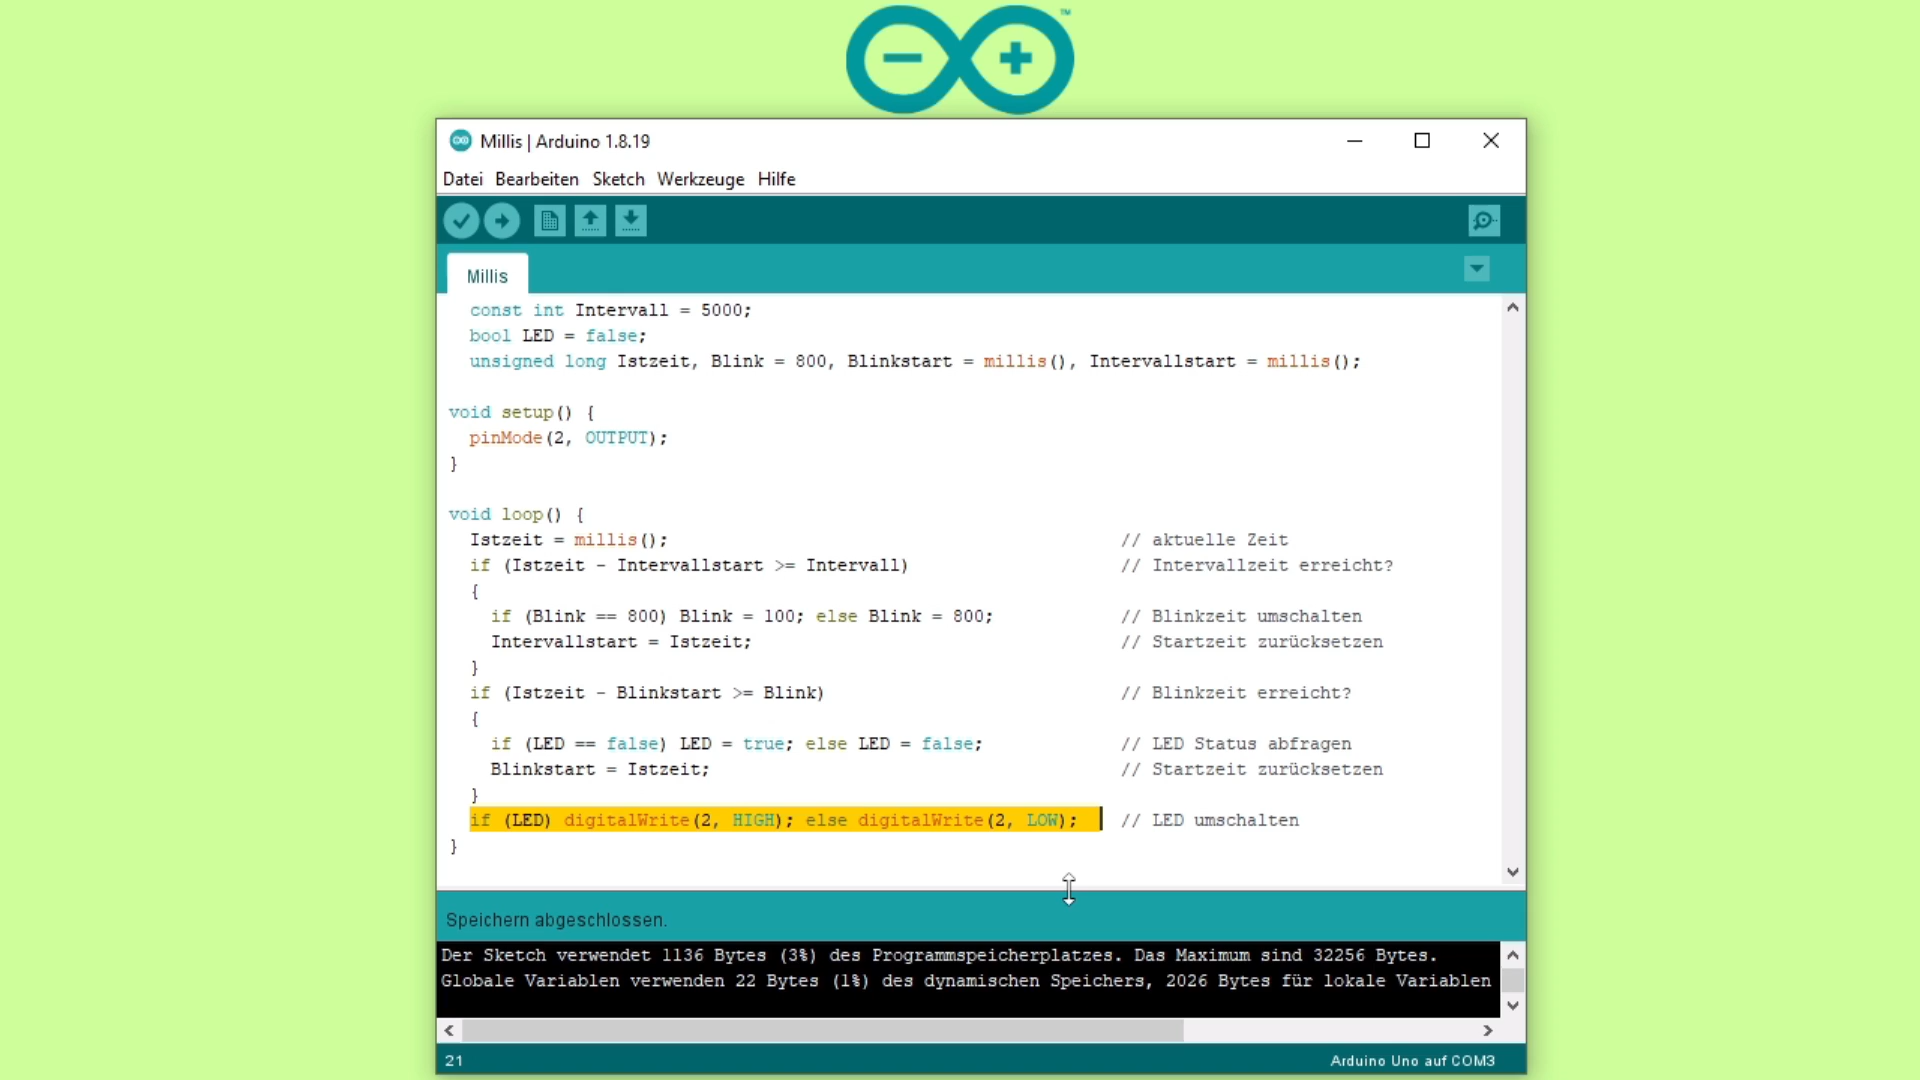 TM
Millis | Arduino 1.8.19
Datei Bearbeiten Sketch Werkzeuge Hilfe
Millis
const int Intervall = 5000;
bool LED = false;
unsigned long Istzeit, Blink = 800, Blinkstart = millis(), Intervallstart = millis();
void setup() {
pinMode(2, OUTPUT);
}
void loop() {
Istzeit = millis(); // aktuelle Zeit
if (Istzeit - Intervallstart >= Intervall) // Intervallzeit erreicht?
{
if (Blink == 800) Blink = 100; else Blink = 800; // Blinkzeit umschalten
Intervallstart = Istzeit; // Startzeit zurücksetzen
}
if (Istzeit - Blinkstart >= Blink) // Blinkzeit erreicht?
{
if (LED == false) LED = true; else LED = false; // LED Status abfragen
Blinkstart = Istzeit; // Startzeit zurücksetzen
}
if (LED) digitalWrite(2, HIGH); else digitalWrite(2, LOW); // LED umschalten
}
Speichern abgeschlossen.
Der Sketch verwendet 1136 Bytes (3%) des Programmspeicherplatzes. Das Maximum sind 32256 Bytes.
Globale Variablen verwenden 22 Bytes (1%) des dynamischen Speichers, 2026 Bytes für lokale Variablen
21 Arduino Uno auf COM3